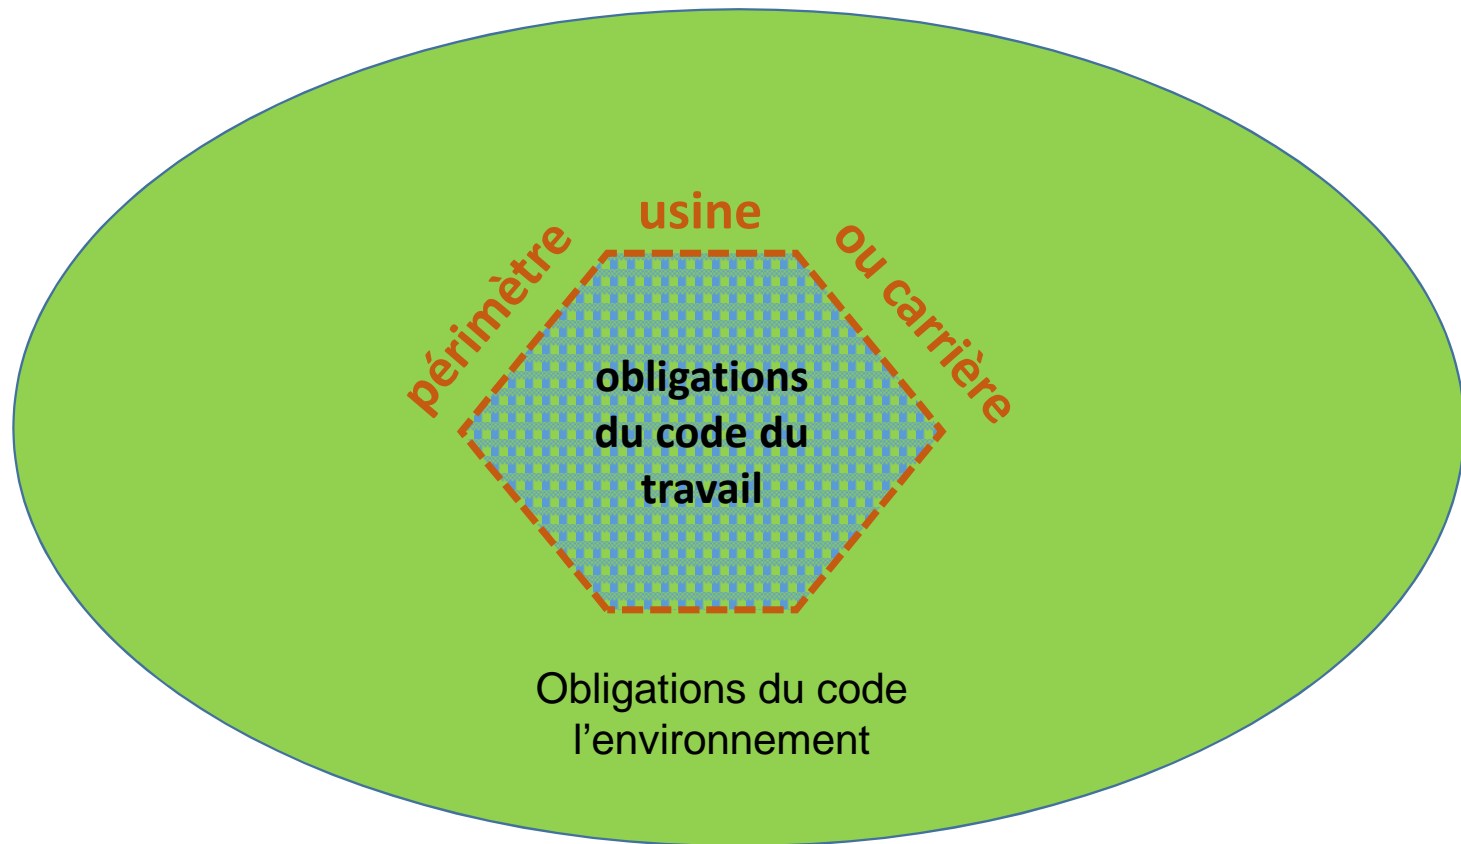 périmètre
usine
ou carrière
obligations
du code du
travail
Obligations du code
l’environnement